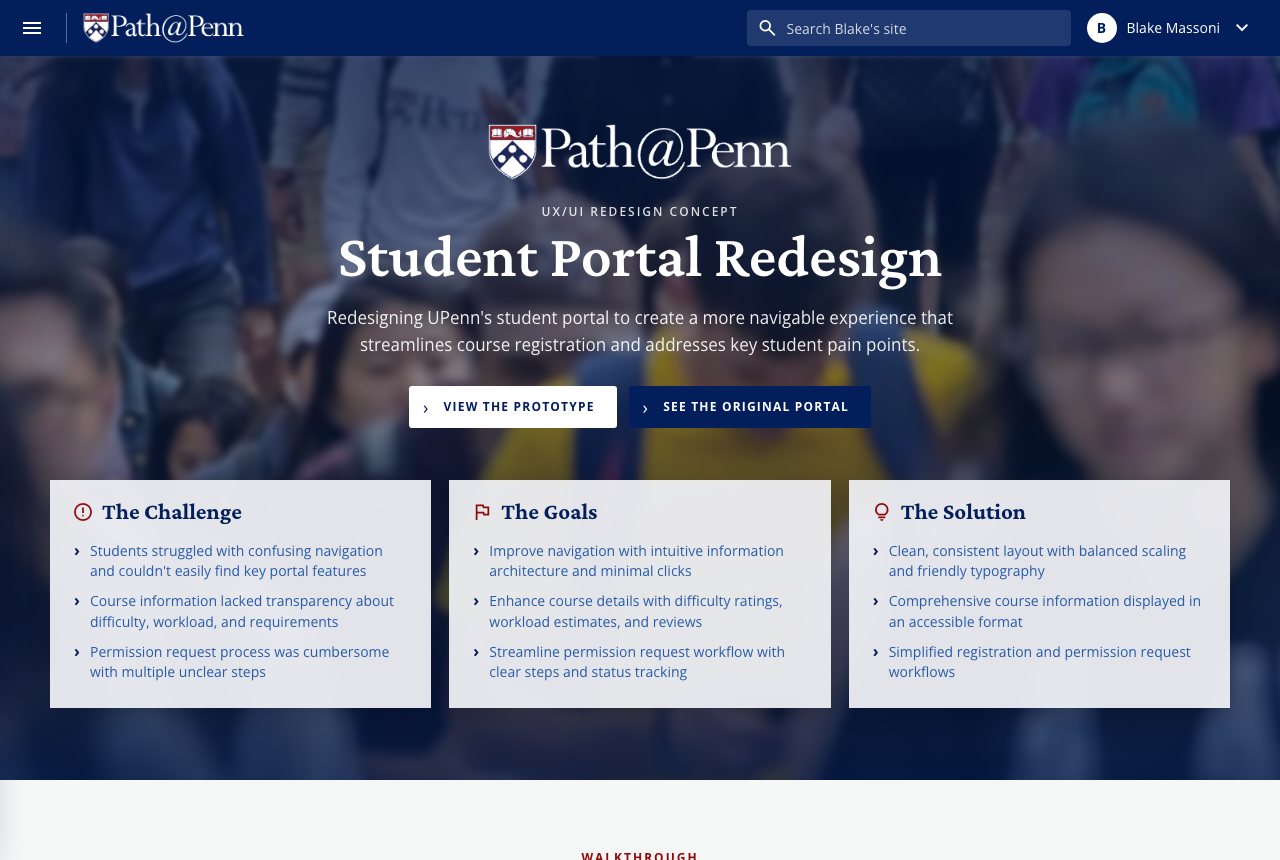 Path@Penn
Search Blake's site
B
Blake Massoni
Path@Penn
UX/UI REDESIGN CONCEPT
Student Portal Redesign
Redesigning UPenn's student portal to create a more navigable experience that
streamlines course registration and addresses key student pain points.
› VIEW THE PROTOTYPE
› SEE THE ORIGINAL PORTAL
The Challenge
› Students struggled with confusing navigation
and couldn't easily find key portal features
› Course information lacked transparency about
difficulty, workload, and requirements
› Permission request process was cumbersome
with multiple unclear steps
The Goals
› Improve navigation with intuitive information
architecture and minimal clicks
› Enhance course details with difficulty ratings,
workload estimates, and reviews
› Streamline permission request workflow with
clear steps and status tracking
The Solution
› Clean, consistent layout with balanced scaling
and friendly typography
› Comprehensive course information displayed in
an accessible format
› Simplified registration and permission request
workflows
WALKTHROUGH